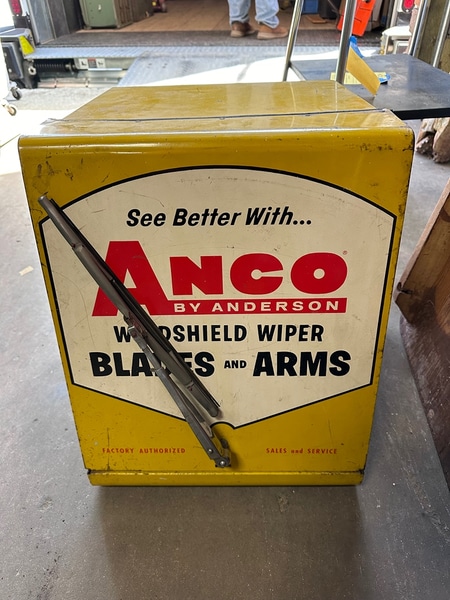 See Better With...
ANCO
BY ANDERSON
WINDSHIELD WIPER
BLADES AND ARMS
FACTORY AUTHORIZED SALES and SERVICE